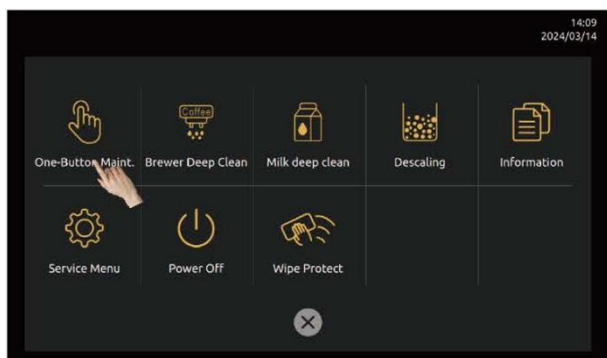 14:09
2024/03/14
Coffee
One-Button Maint.
Brewer Deep Clean
Milk deep clean
Descaling
Information
Service Menu
Power Off
Wipe Protect